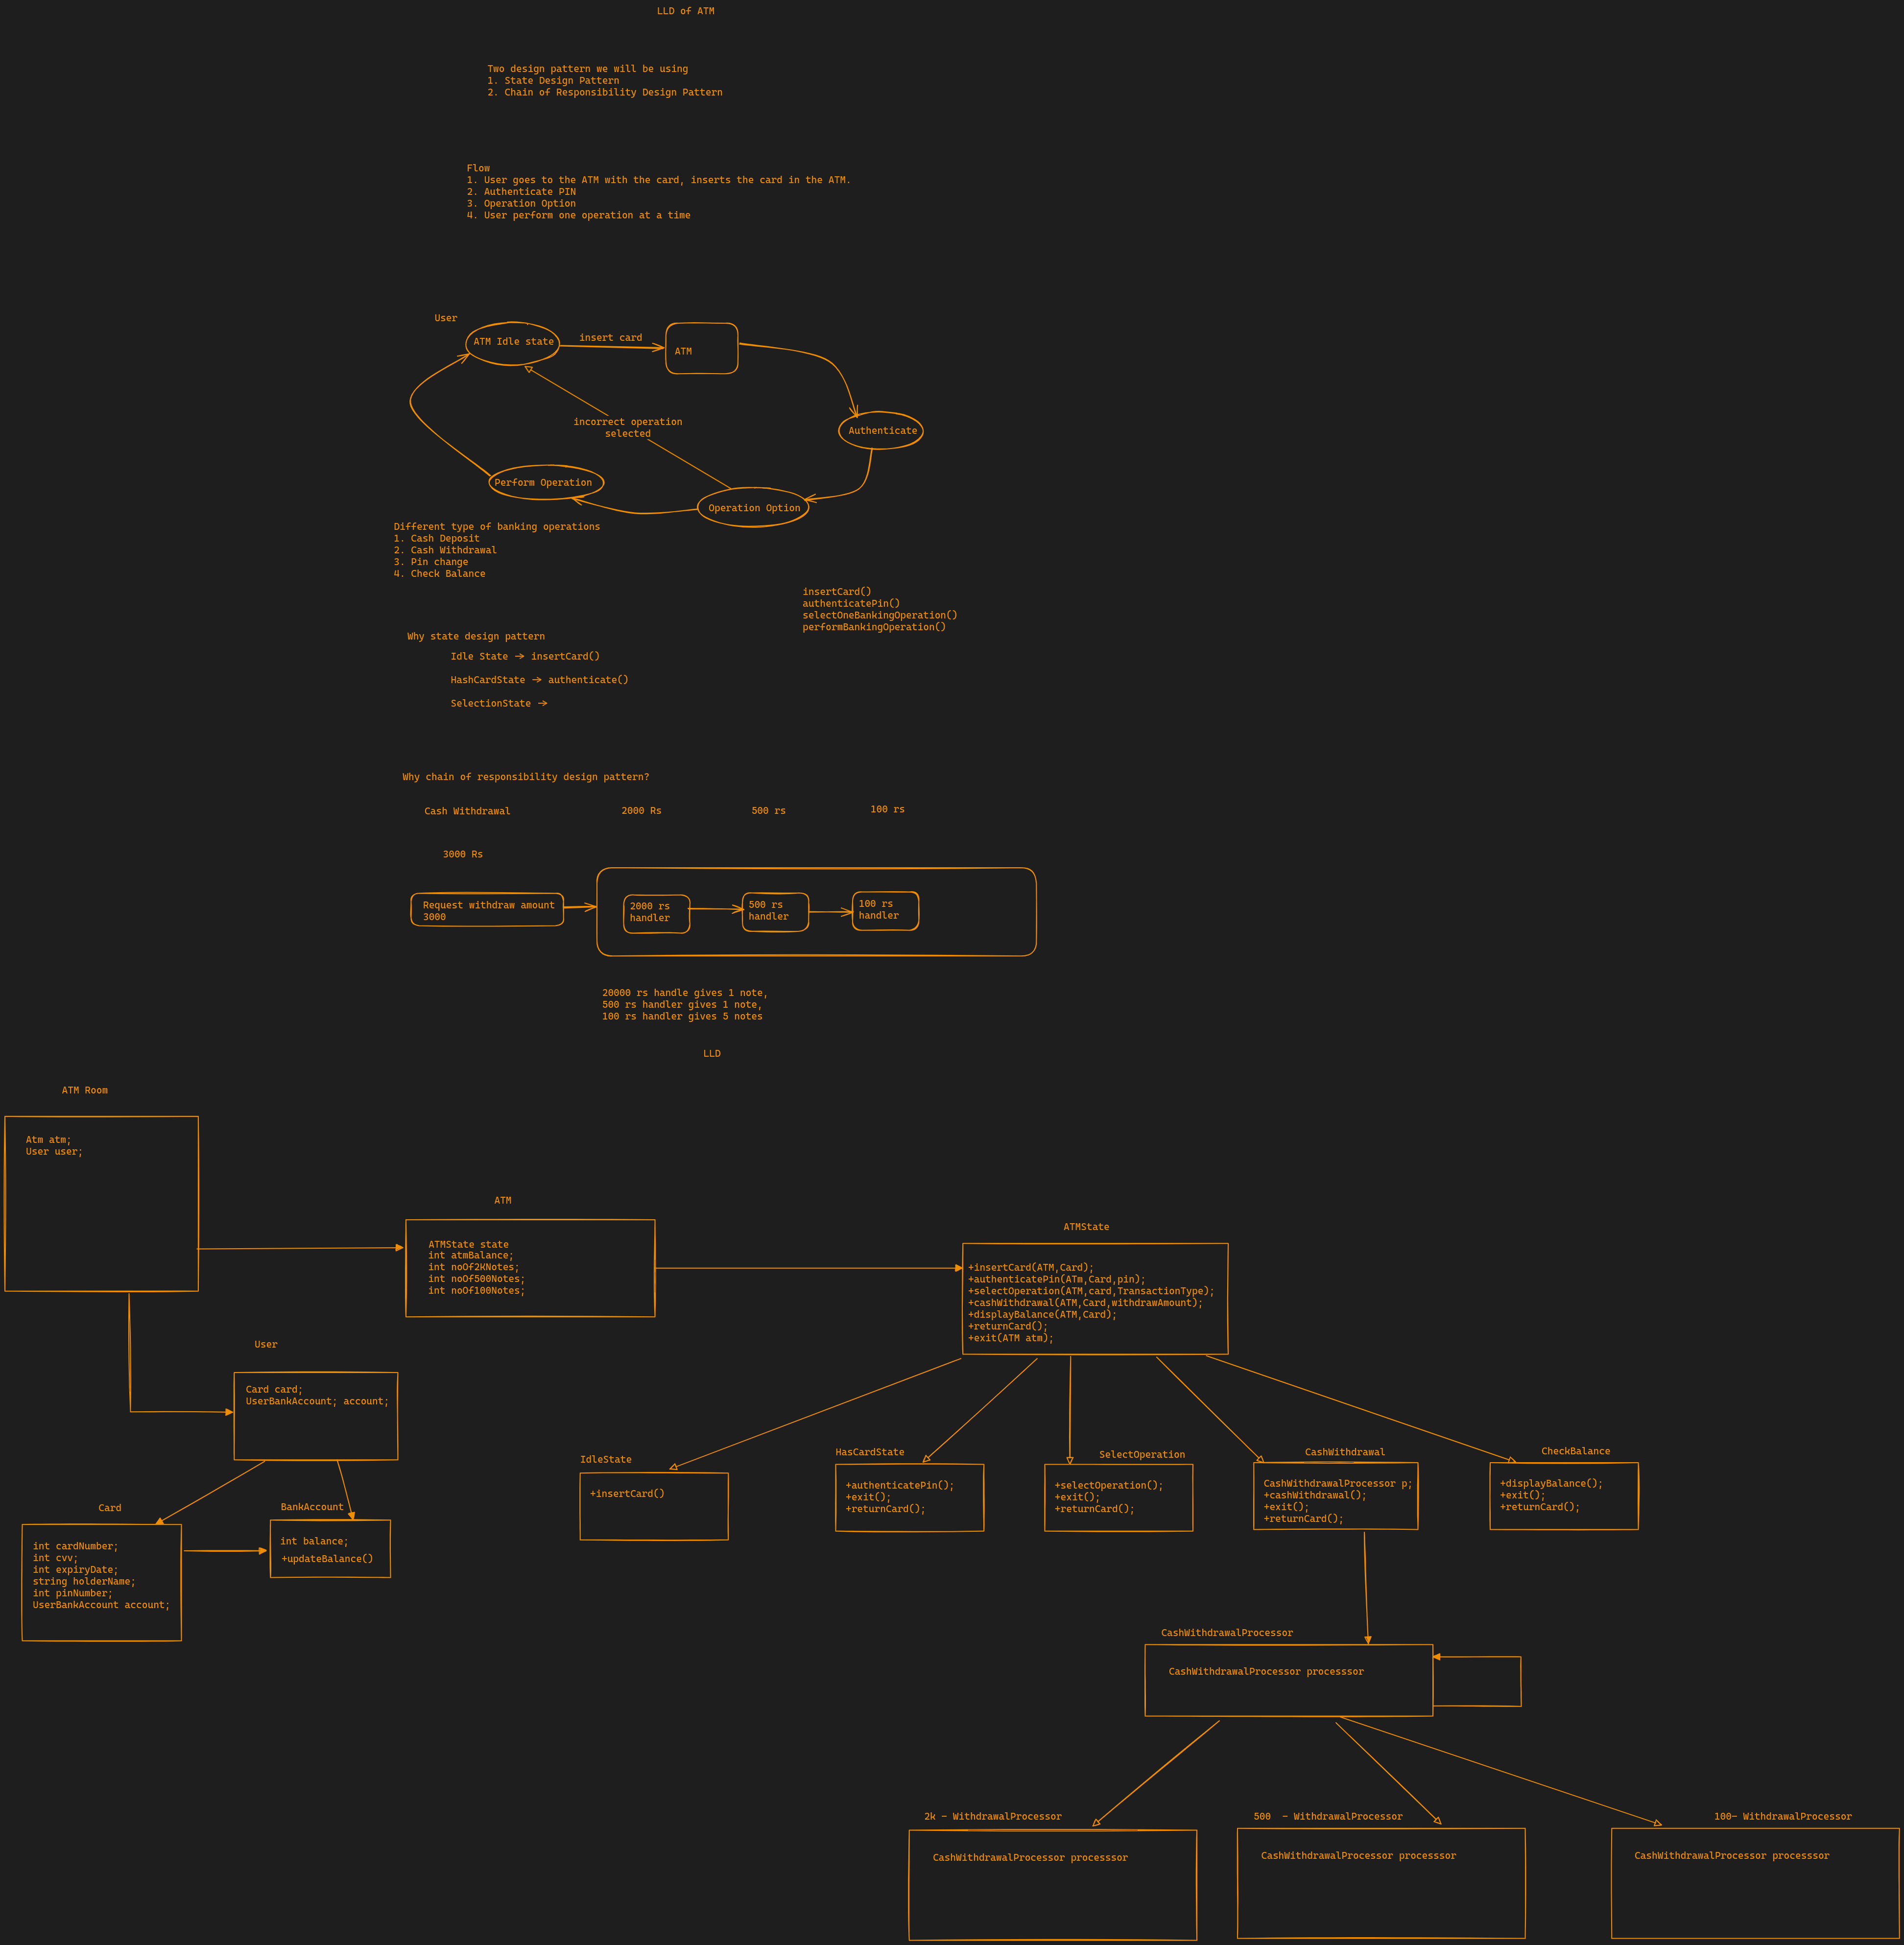 LLD of ATM
Two design pattern we will be using
1. State Design Pattern
2. Chain of Responsibility Design Pattern
Flow
1. User goes to the ATM with the card, inserts the card in the ATM.
2. Authenticate PIN
3. Operation Option
4. User perform one operation at a time
User
ATM Idle state
insert card
ATM
incorrect operation
selected
Authenticate
Perform Operation
Operation Option
Different type of banking operations
1. Cash Deposit
2. Cash Withdrawal
3. Pin change
4. Check Balance
insertCard()
authenticatePin()
selectOneBankingOperation()
performBankingOperation()
Why state design pattern
Idle State -> insertCard()
HashCardState -> authenticate()
SelectionState ->
Why chain of responsibility design pattern?
Cash Withdrawal
2000 Rs
500 rs
100 rs
3000 Rs
Request withdraw amount
3000
2000 rs
handler
500 rs
handler
100 rs
handler
20000 rs handle gives 1 note,
500 rs handler gives 1 note,
100 rs handler gives 5 notes
LLD
ATM Room
Atm atm;
User user;
ATM
ATMState state
int atmBalance;
int noOf2KNotes;
int noOf500Notes;
int noOf100Notes;
ATMState
+insertCard(ATM,Card);
+authenticatePin(ATm,Card,pin);
+selectOperation(ATM,card,TransactionType);
+cashWithdrawal(ATM,Card,withdrawAmount);
+displayBalance(ATM,Card);
+returnCard();
+exit(ATM atm);
User
Card card;
UserBankAccount; account;
IdleState
+insertCard()
HasCardState
+authenticatePin();
+exit();
+returnCard();
SelectOperation
+selectOperation();
+exit();
+returnCard();
CashWithdrawal
CashWithdrawalProcessor p;
+cashWithdrawal();
+exit();
+returnCard();
CheckBalance
+displayBalance();
+exit();
+returnCard();
Card
int cardNumber;
int cvv;
int expiryDate;
string holderName;
int pinNumber;
UserBankAccount account;
BankAccount
int balance;
+updateBalance()
CashWithdrawalProcessor
CashWithdrawalProcessor processsor
2k - WithdrawalProcessor
CashWithdrawalProcessor processsor
500  - WithdrawalProcessor
CashWithdrawalProcessor processsor
100- WithdrawalProcessor
CashWithdrawalProcessor processsor